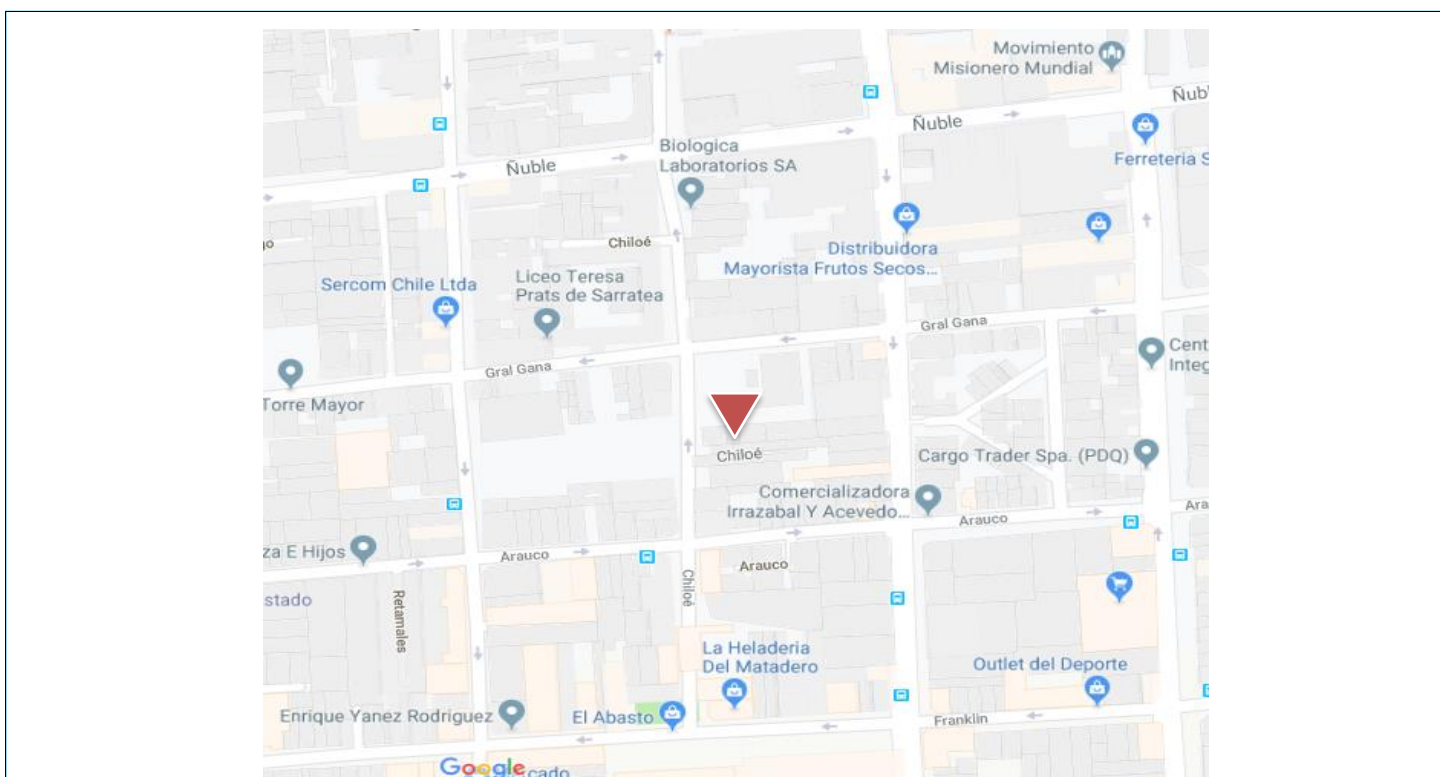 Movimiento
Misionero Mundial
Ñub
Ñuble
Ñuble
Biologica
Laboratorios SA
Ferreteria S
Chiloé
go
Distribuidora
Mayorista Frutos Secos...
Liceo Teresa
Prats de Sarratea
Sercom Chile Ltda
Gral Gana
Cent
Integ
Gral Gana
Torre Mayor
Chiloé
Cargo Trader Spa. (PDQ)
Comercializadora
Irrazabal Y Acevedo...
Ara
Arauco
za E Hijos
Arauco
Arauco
Chiloé
stado
Retamales
La Heladeria
Del Matadero
Outlet del Deporte
Enrique Yanez Rodriguez
El Abasto
Franklin
Google
cado